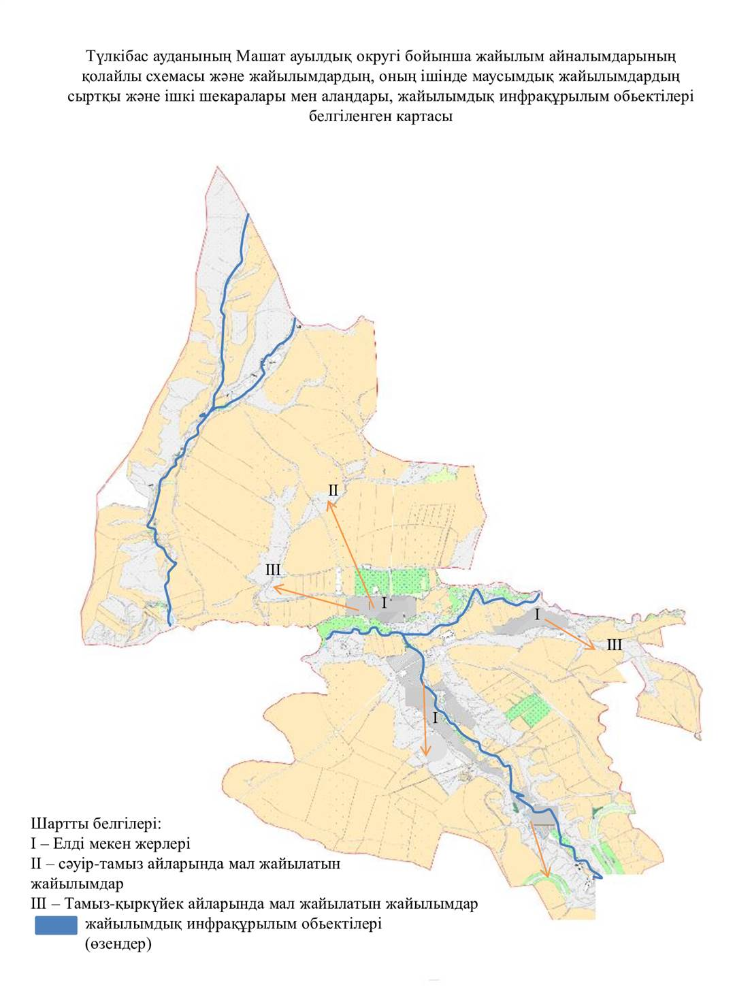 Түлкібас ауданының Машат ауылдық округі бойынша жайылым айналымдарының
қолайлы схемасы және жайылымдардың, оның ішінде маусымдық жайылымдардың
сыртқы және ішкі шекаралары мен алаңдары, жайылымдық инфрақұрылым обьектілері
белгіленген картасы
II
III
I
I
III
I
Шартты белгілері:
I – Елді мекен жерлері
II – сәуір-тамыз айларында мал жайылатын
жайылымдар
III – Тамыз-қыркүйек айларында мал жайылатын жайылымдар
жайылымдық инфрақұрылым обьектілері
(өзендер)